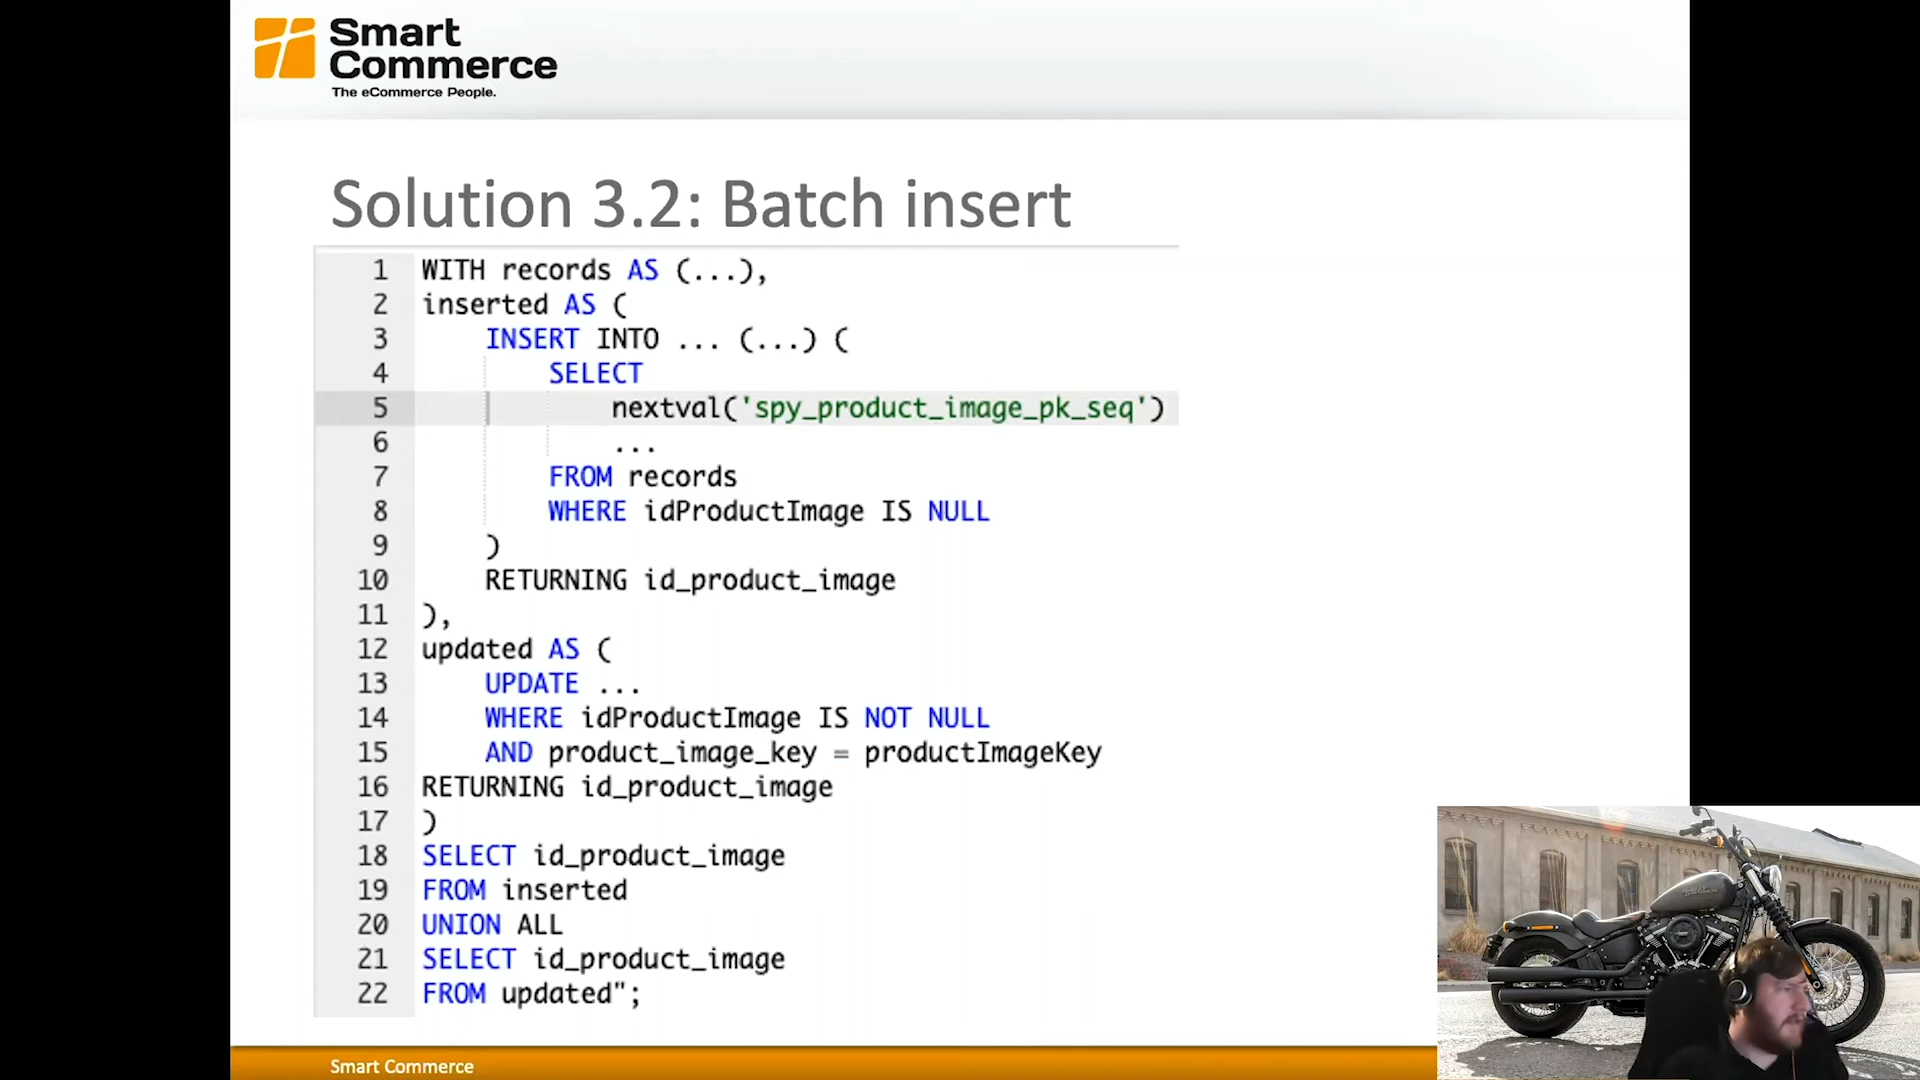 Smart
Commerce
The eCommerce People.
Solution 3.2: Batch insert
1 WITH records AS (...),
2 inserted AS (
3 INSERT INTO ... (...) (
4 SELECT
5 nextval('spy_product_image_pk_seq')
6 ...
7 FROM records
8 WHERE idProductImage IS NULL
9 )
10 RETURNING id_product_image
11 ),
12 updated AS (
13 UPDATE ...
14 WHERE idProductImage IS NOT NULL
15 AND product_image_key = productImageKey
16 RETURNING id_product_image
17 )
18 SELECT id_product_image
19 FROM inserted
20 UNION ALL
21 SELECT id_product_image
22 FROM updated";
Smart Commerce